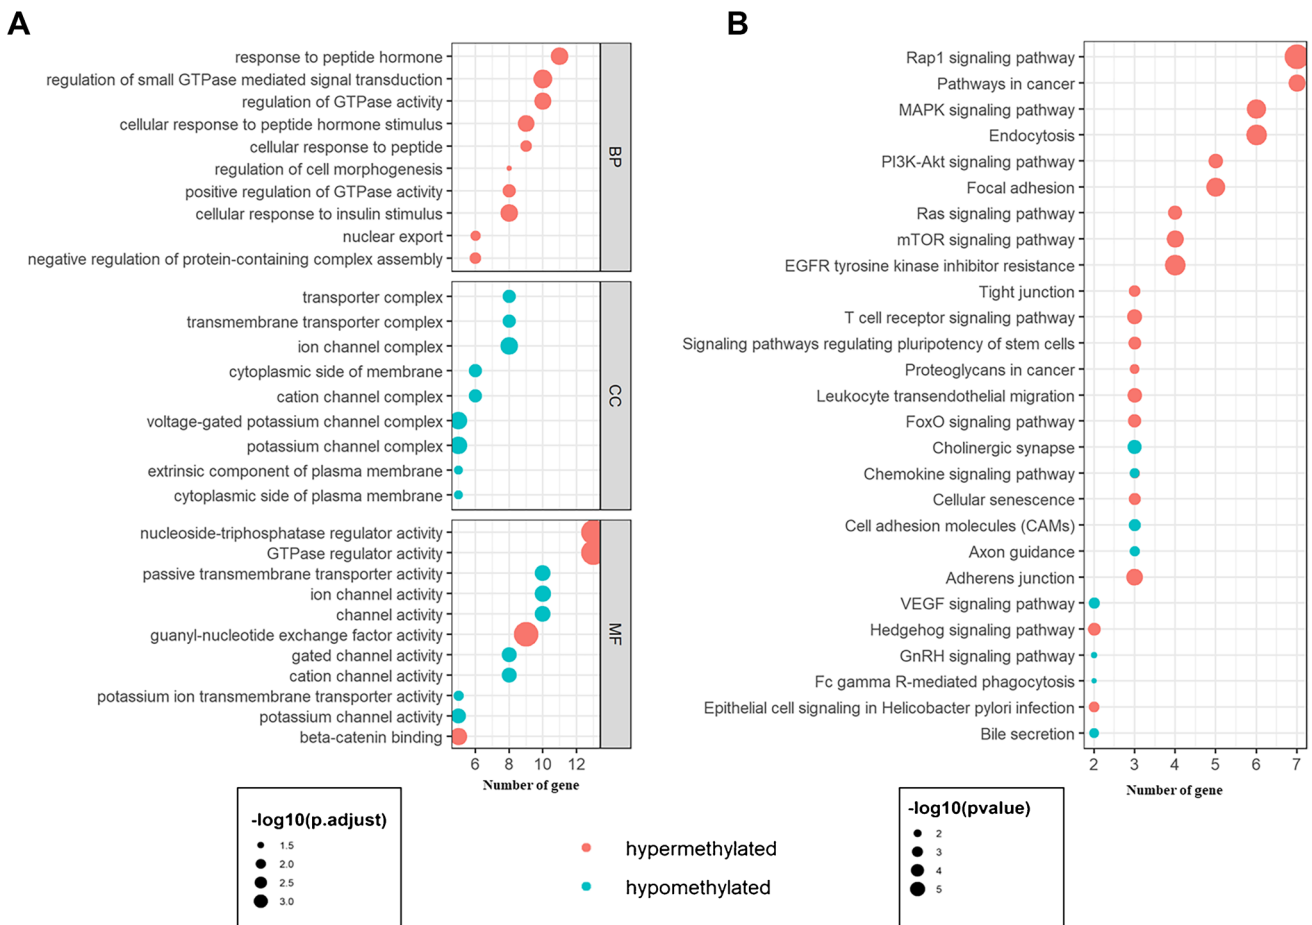 A
response to peptide hormone
regulation of small GTPase mediated signal transduction
regulation of GTPase activity
cellular response to peptide hormone stimulus
cellular response to peptide
regulation of cell morphogenesis
positive regulation of GTPase activity
cellular response to insulin stimulus
nuclear export
negative regulation of protein-containing complex assembly
BP
transporter complex
transmembrane transporter complex
ion channel complex
cytoplasmic side of membrane
cation channel complex
voltage-gated potassium channel complex
potassium channel complex
extrinsic component of plasma membrane
cytoplasmic side of plasma membrane
CC
nucleoside-triphosphatase regulator activity
GTPase regulator activity
passive transmembrane transporter activity
ion channel activity
channel activity
guanyl-nucleotide exchange factor activity
gated channel activity
cation channel activity
potassium ion transmembrane transporter activity
potassium channel activity
beta-catenin binding
MF
6 8 10 12
Number of gene
B
Rap1 signaling pathway
Pathways in cancer
MAPK signaling pathway
Endocytosis
PI3K-Akt signaling pathway
Focal adhesion
Ras signaling pathway
mTOR signaling pathway
EGFR tyrosine kinase inhibitor resistance
Tight junction
T cell receptor signaling pathway
Signaling pathways regulating pluripotency of stem cells
Proteoglycans in cancer
Leukocyte transendothelial migration
FoxO signaling pathway
Cholinergic synapse
Chemokine signaling pathway
Cellular senescence
Cell adhesion molecules (CAMs)
Axon guidance
Adherens junction
VEGF signaling pathway
Hedgehog signaling pathway
GnRH signaling pathway
Fc gamma R-mediated phagocytosis
Epithelial cell signaling in Helicobacter pylori infection
Bile secretion
2 3 4 5 6 7
Number of gene
-log10(p.adjust)
1.5
2.0
2.5
3.0
hypermethylated
hypomethylated
-log10(pvalue)
2
3
4
5